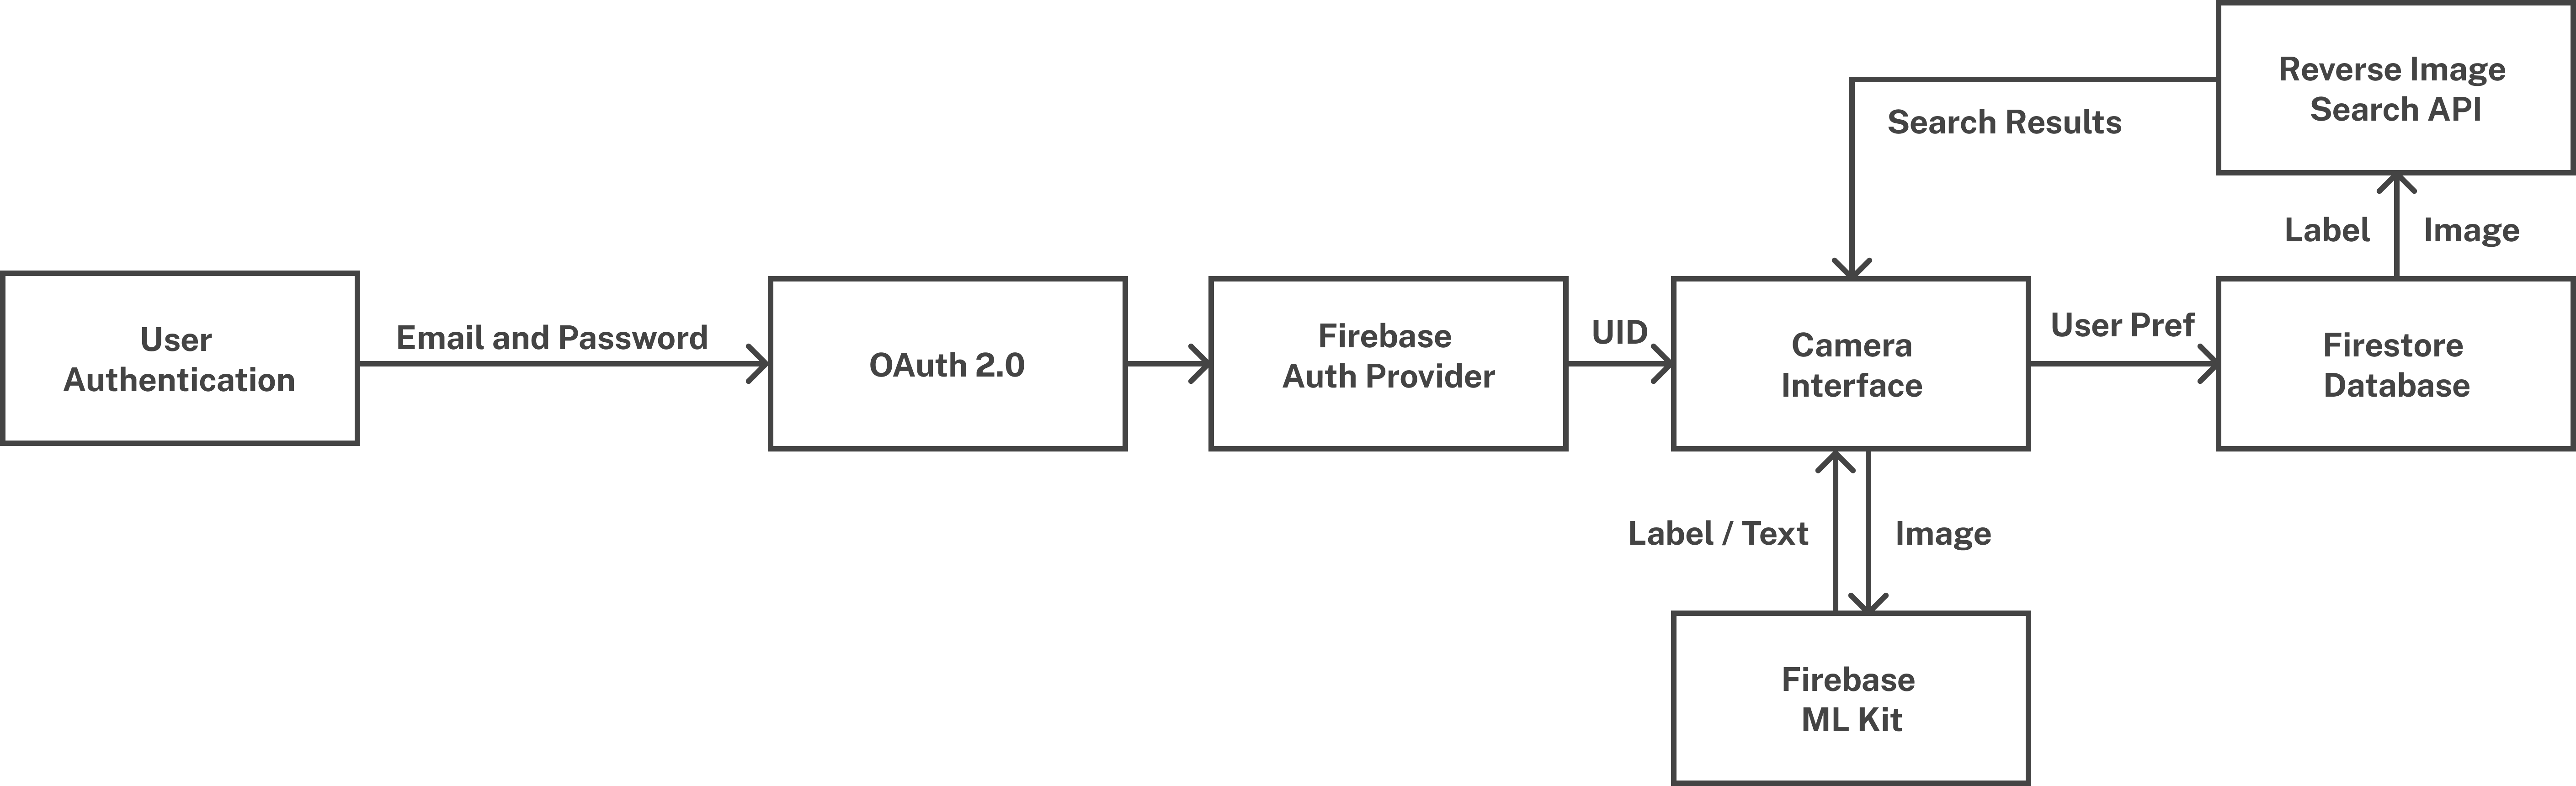 Reverse Image
Search API
Search Results
Label
Image
User
Authentication
Email and Password
OAuth 2.0
Firebase
Auth Provider
UID
Camera
Interface
User Pref
Firestore
Database
Label / Text
Image
Firebase
ML Kit